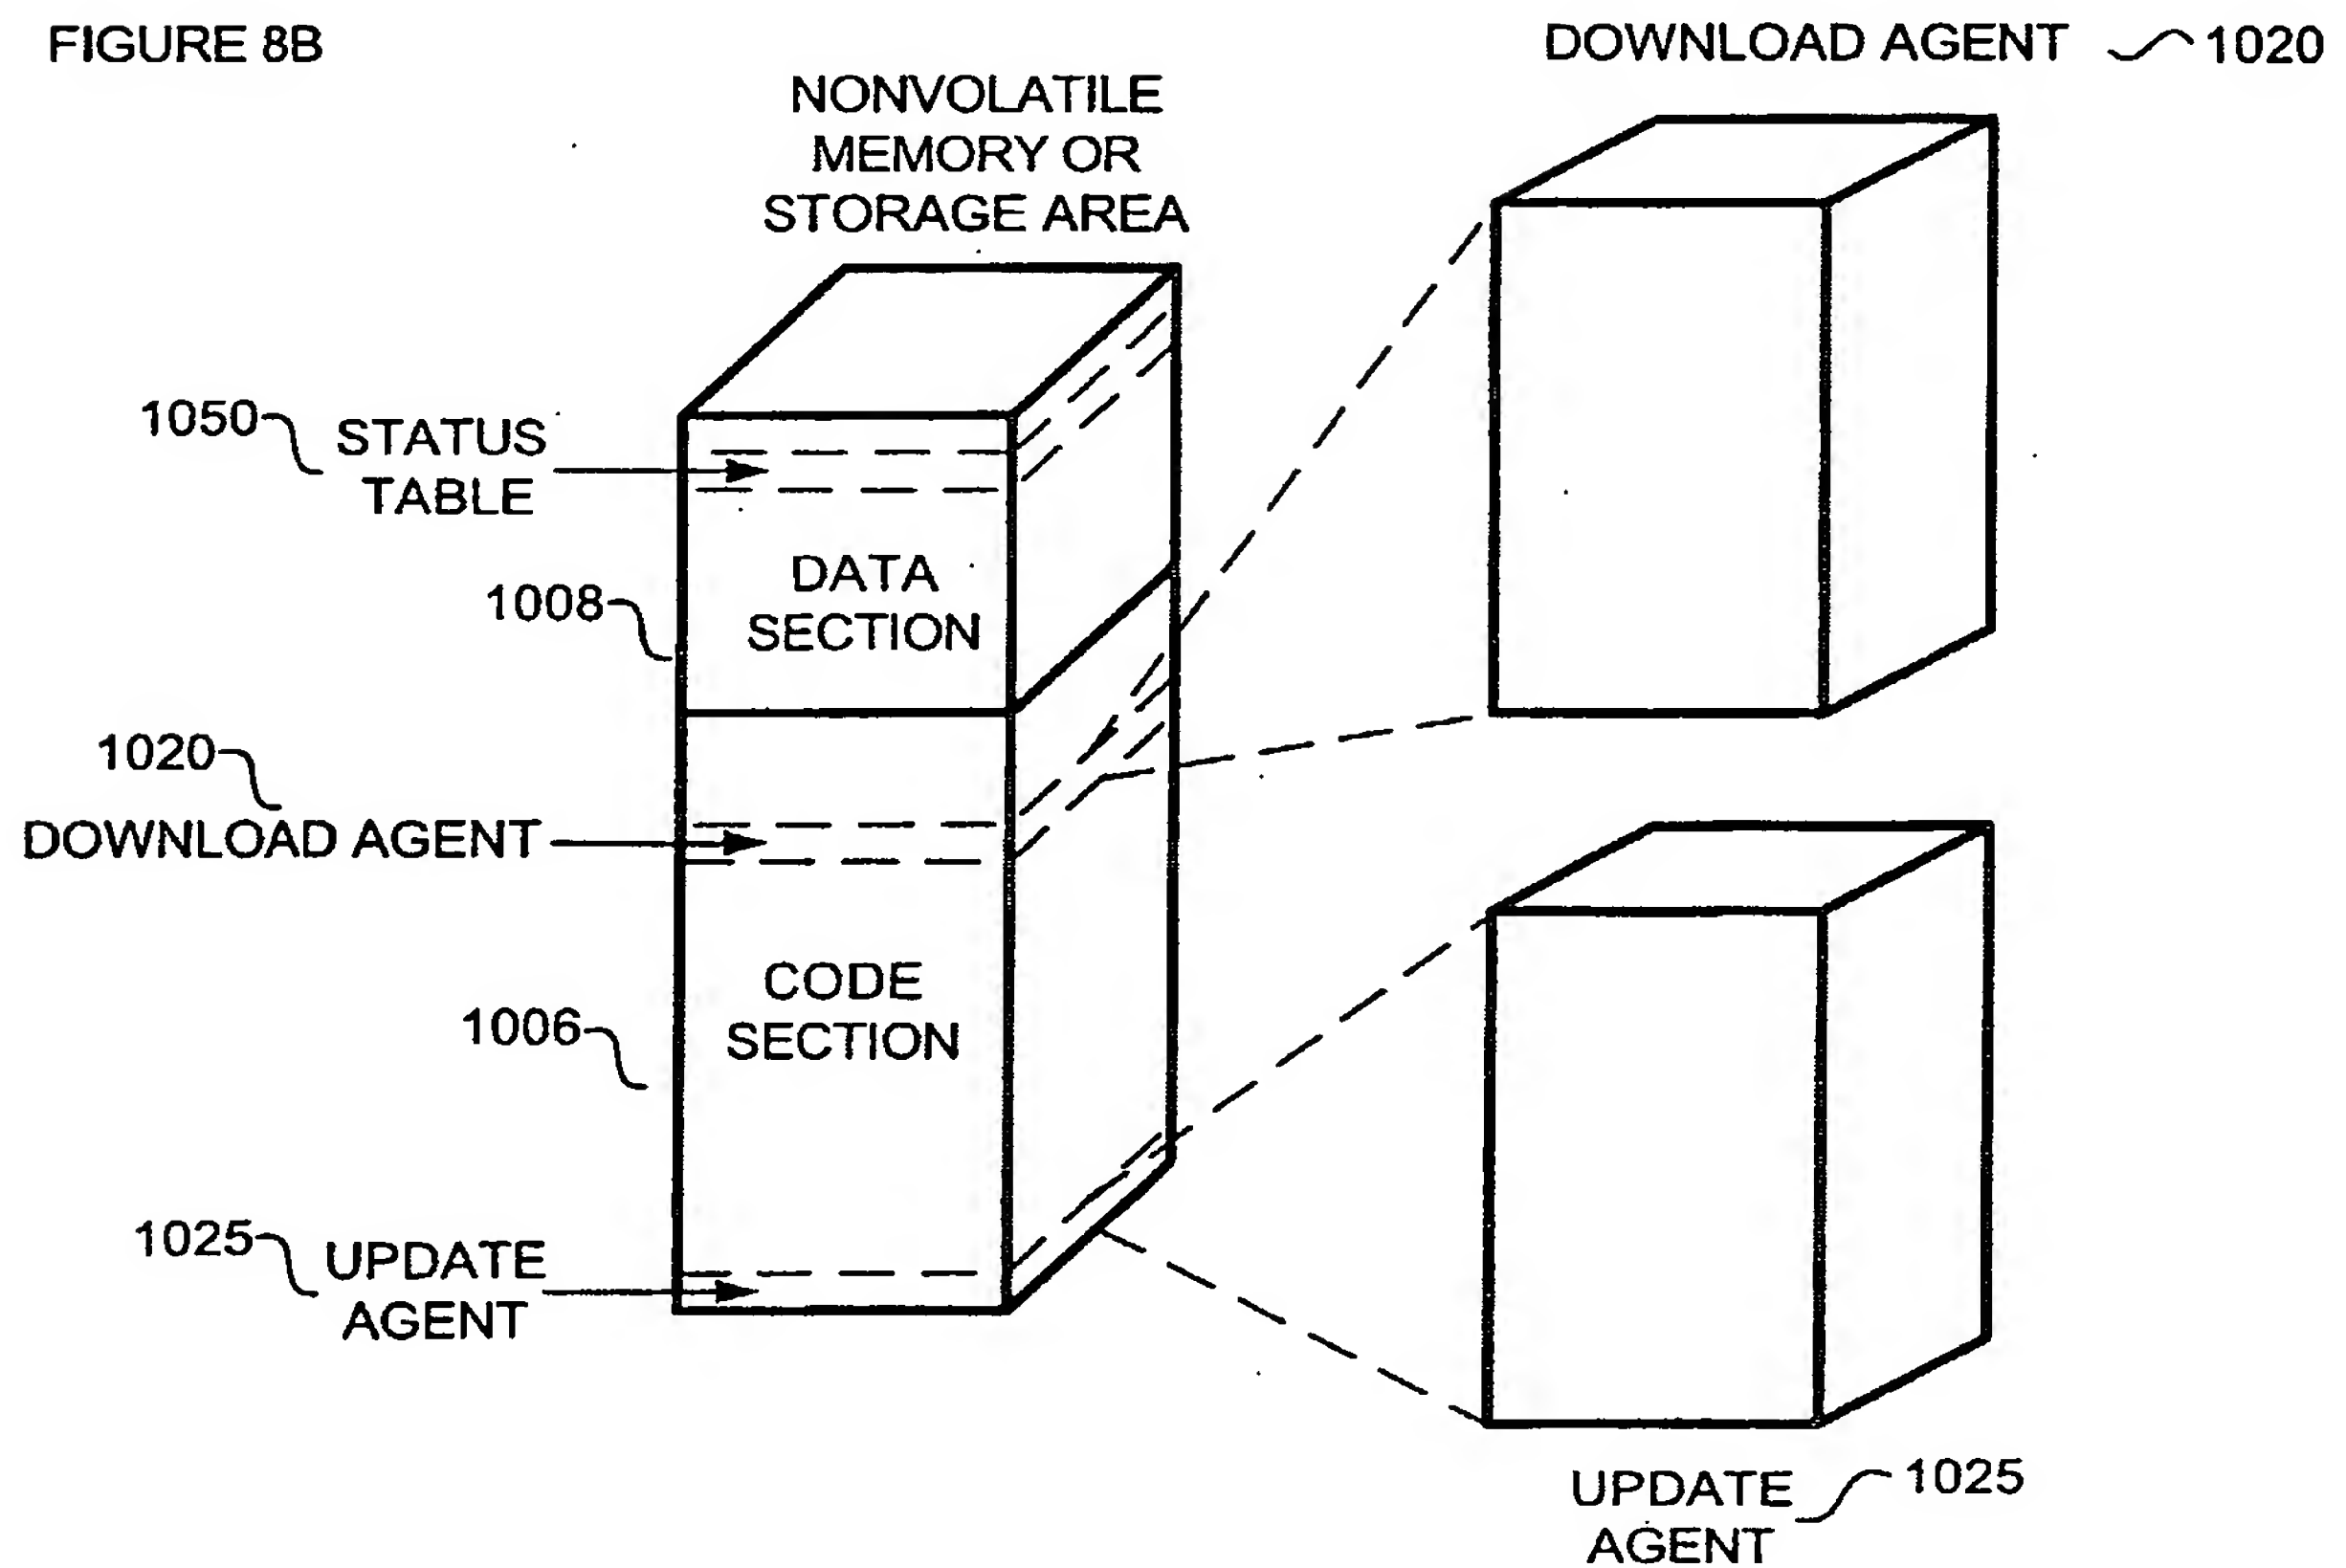 FIGURE 8B
DOWNLOAD AGENT 1020
NONVOLATILE
MEMORY OR
STORAGE AREA
1050
STATUS
TABLE
DATA
SECTION
1008
1020
DOWNLOAD AGENT
CODE
SECTION
1006
1025
UPDATE
AGENT
UPDATE
AGENT
1025